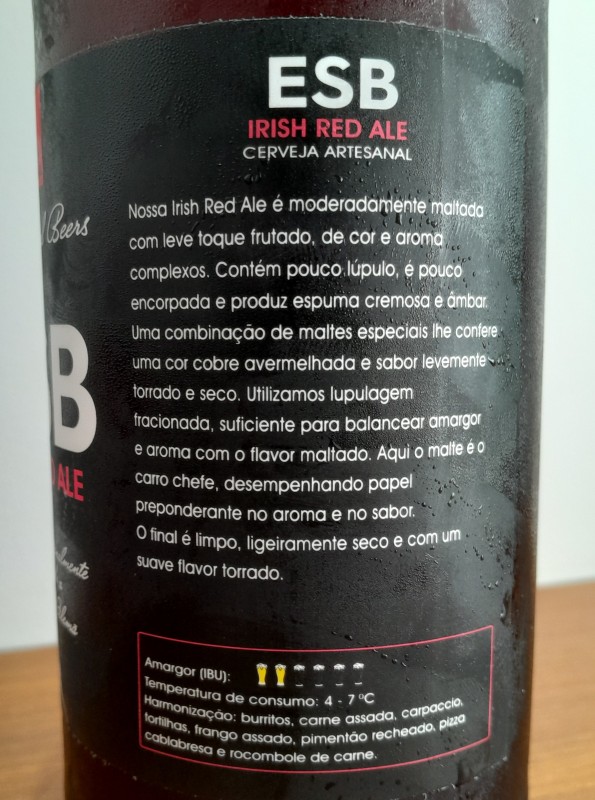 ESB
IRISH RED ALE
CERVEJA ARTESANAL
Nossa Irish Red Ale é moderadamente maltada
com leve toque frutado, de cor e aroma
complexos. Contém pouco lúpulo, é pouco
encorpada e produz espuma cremosa e âmbar.
Uma combinação de maltes especiais lhe confere
uma cor cobre avermelhada e sabor levemente
torrado e seco. Utilizamos lupulagem
fracionada, suficiente para balancear amargor
e aroma com o flavor maltado. Aqui o malte é o
carro chefe, desempenhando papel
preponderante no aroma e no sabor.
O final é limpo, ligeiramente seco e com um
suave flavor torrado.
Amargor (IBU):
Temperatura de consumo: 4 - 7 ºC
Harmonização: burritos, carne assada, carpaccio,
tortilhas, frango assado, pimentão recheado, pizza
cablabresa e rocombole de carne.
Beers
B
ALE